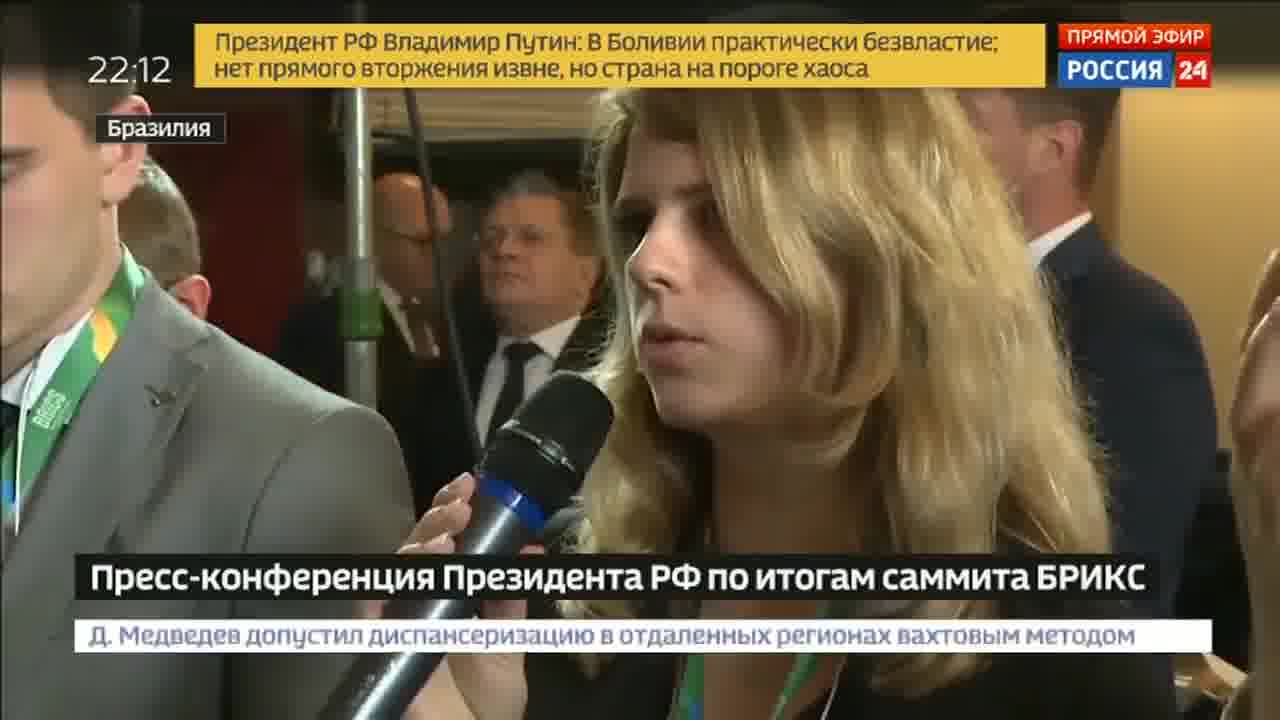 22:12
Президент РФ Владимир Путин: В Боливии практически безвластие;
нет прямого вторжения извне, но страна на пороге хаоса
ПРЯМОЙ ЭФИР
РОССИЯ 24
Бразилия
Пресс-конференция Президента РФ по итогам саммита БРИКС
Д. Медведев допустил диспансеризацию в отдаленных регионах вахтовым методом